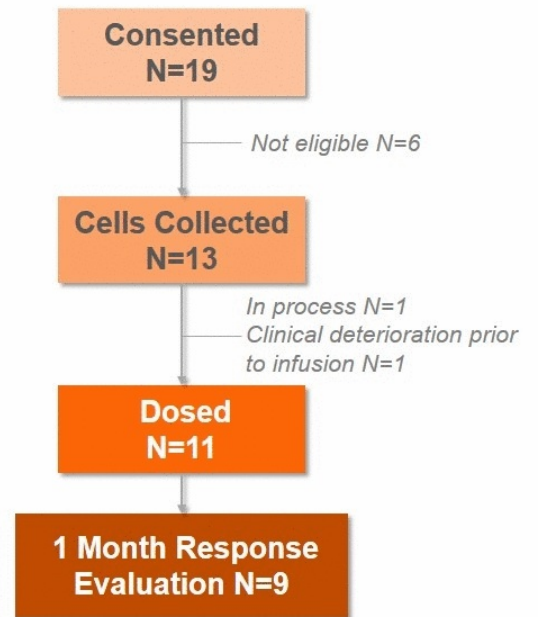 Consented
N=19
Not eligible N=6
Cells Collected
N=13
In process N=1
Clinical deterioration prior
to infusion N=1
Dosed
N=11
1 Month Response
Evaluation N=9